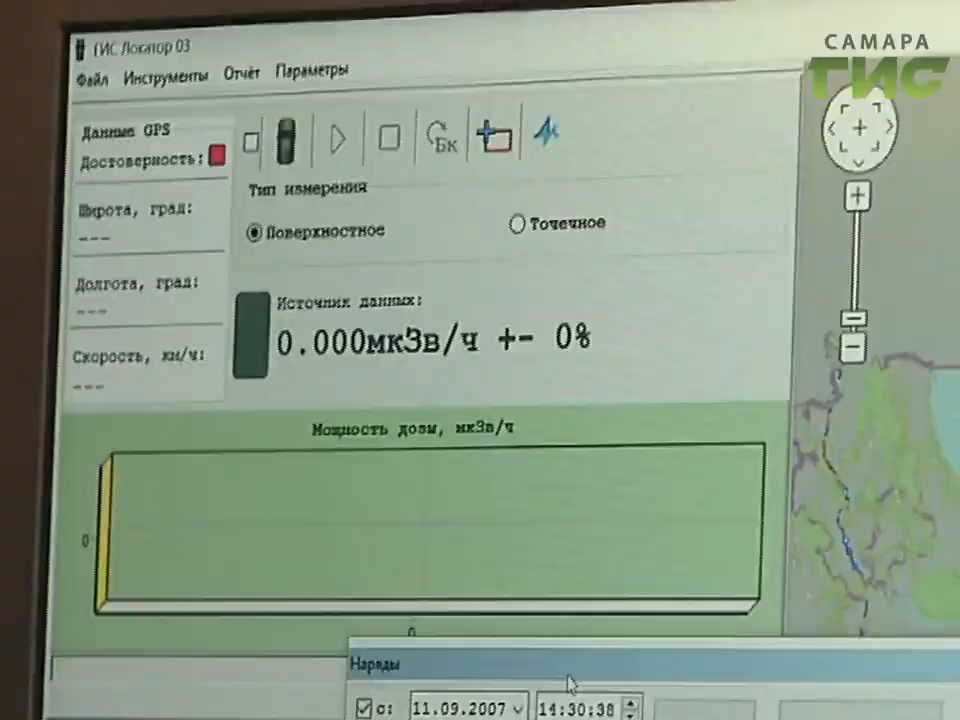 САМАРА
ГИС
ГИС Локатор 03
Файл Инструменты Отчёт Параметры
Данные GPS
Достоверность:
Бк
Тип измерения
Широта, град:
---
Поверхностное
Точечное
Долгота, град:
---
Источник данных:
0.000мкЗв/ч +- 0%
Скорость, км/ч:
---
Мощность дозы, мкЗв/ч
0
0
Наряды
с: 11.09.2007 14:30:38